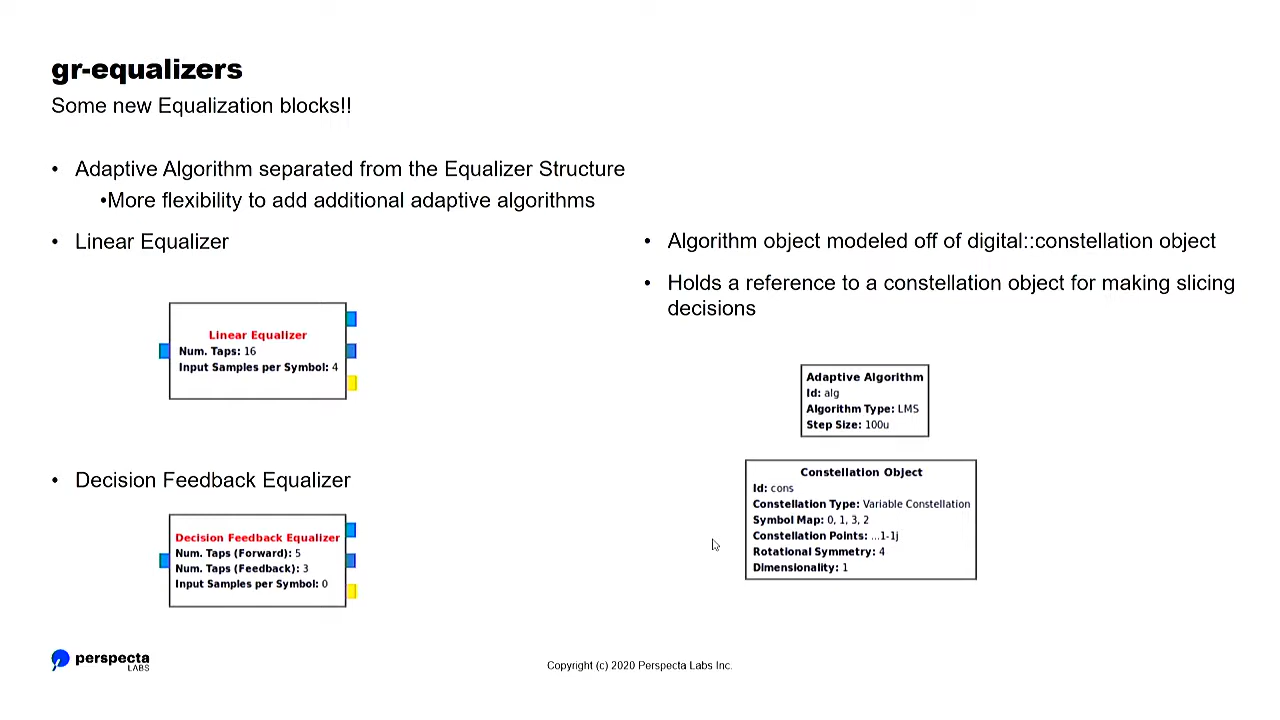 gr-equalizers
Some new Equalization blocks!!
• Adaptive Algorithm separated from the Equalizer Structure
•More flexibility to add additional adaptive algorithms
• Linear Equalizer
Linear Equalizer
Num. Taps: 16
Input Samples per Symbol: 4
• Decision Feedback Equalizer
Decision Feedback Equalizer
Num. Taps (Forward): 5
Num. Taps (Feedback): 3
Input Samples per Symbol: 0
• Algorithm object modeled off of digital::constellation object
• Holds a reference to a constellation object for making slicing
decisions
Adaptive Algorithm
Id: alg
Algorithm Type: LMS
Step Size: 100u
Constellation Object
Id: cons
Constellation Type: Variable Constellation
Symbol Map: 0, 1, 3, 2
Constellation Points: ...1-1j
Rotational Symmetry: 4
Dimensionality: 1
perspecta
LABS
Copyright (c) 2020 Perspecta Labs Inc.